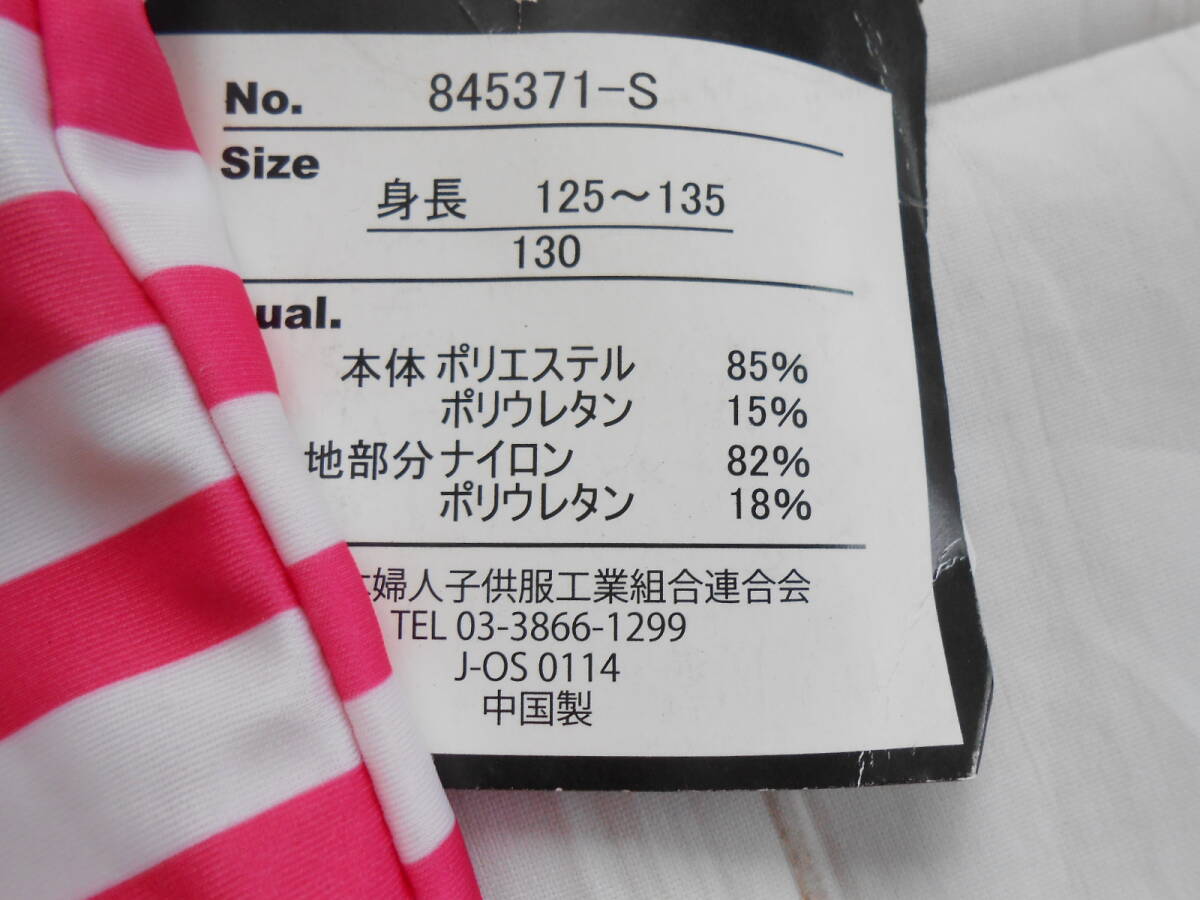 No. 845371-S
Size
身長 125～135
130
ual.
本体 ポリエステル 85%
ポリウレタン 15%
地部分 ナイロン 82%
ポリウレタン 18%
婦人子供服工業組合連合会
TEL 03-3866-1299
J-OS 0114
中国製